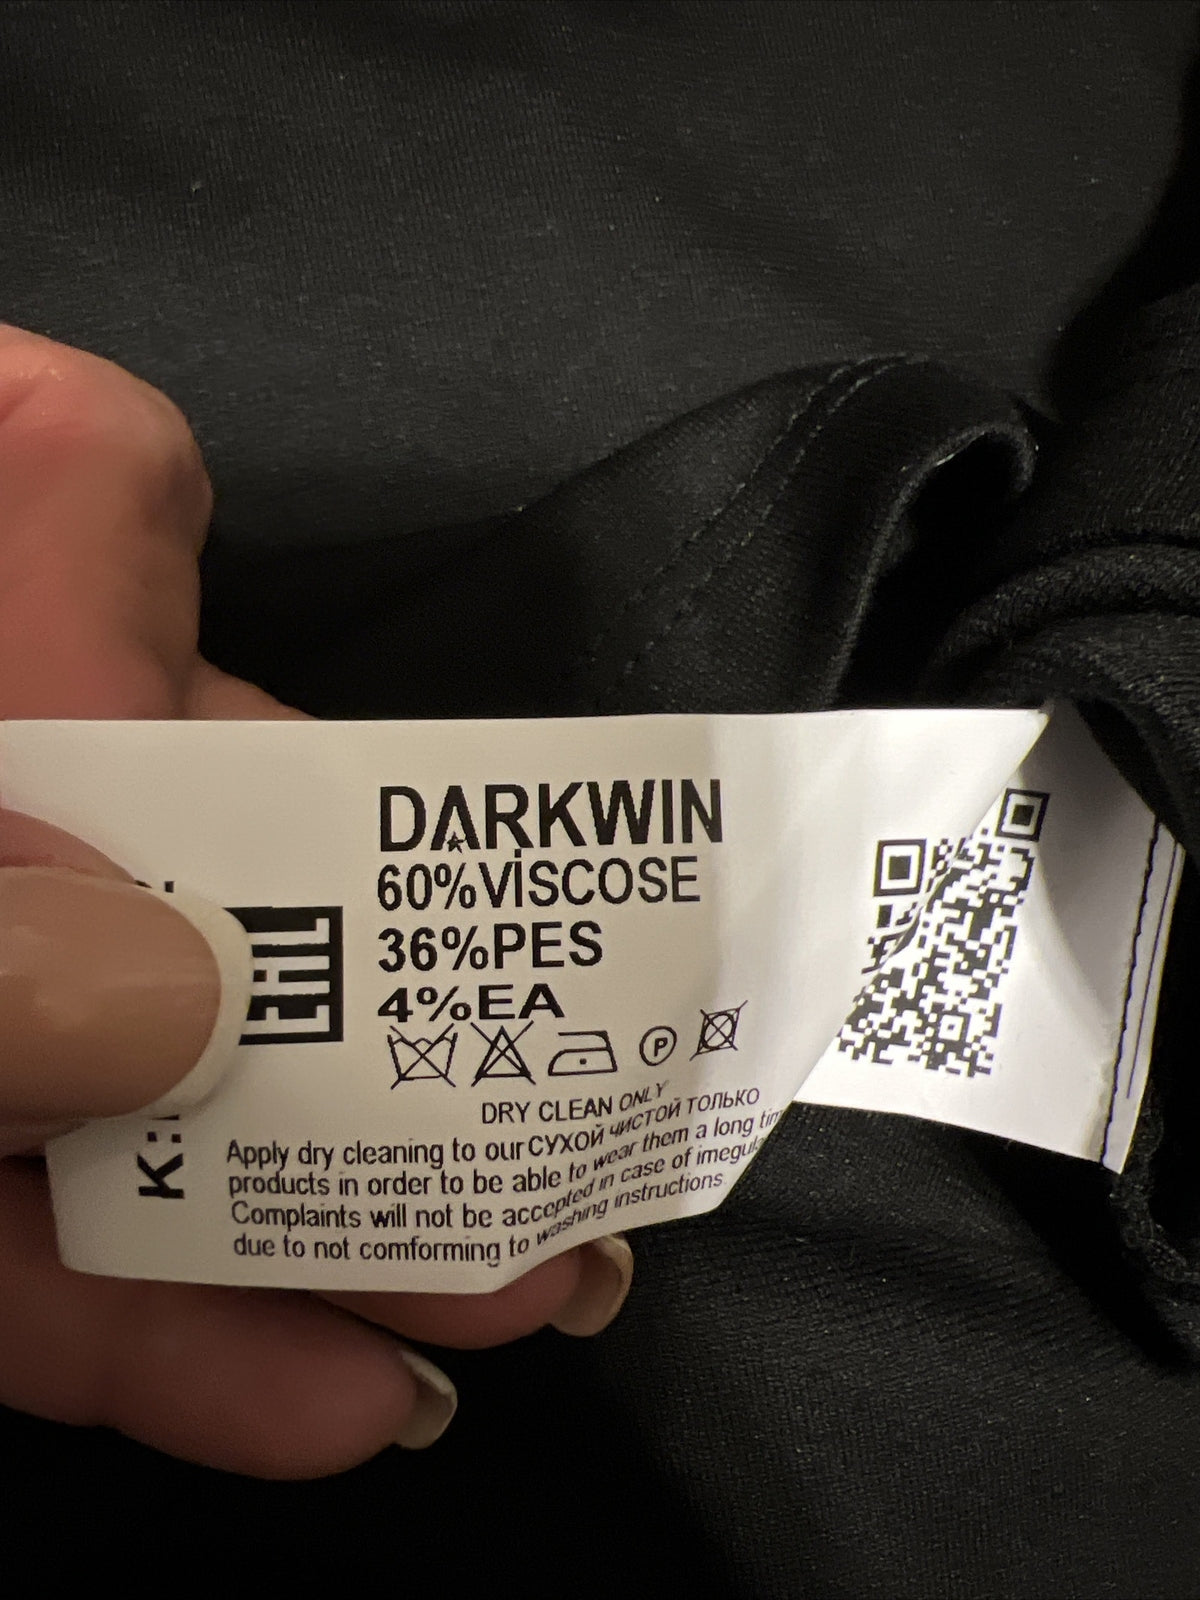 DARKWIN
60%VİSCOSE
36%PES
4%EA
P
DRY CLEAN ONLY
Apply dry cleaning to our СУХОЙ ЧИСТОЙ ТОЛЬКО
products in order to be able to wear them a long
Complaints will not be accepted in case of
due to not comforming to washing instructions
K: